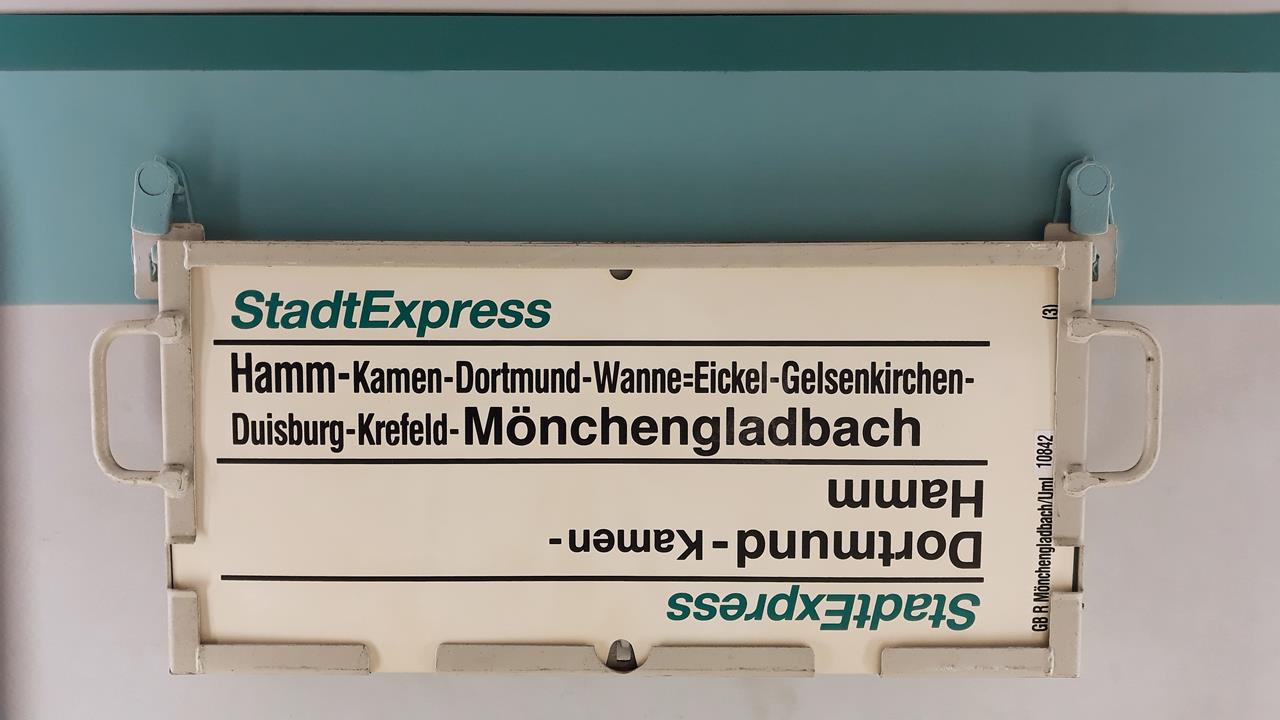 StadtExpress
Hamm-Kamen-Dortmund-Wanne=Eickel-Gelsenkirchen-
Duisburg-Krefeld-Mönchengladbach
StadtExpress
Dortmund-Kamen-
Hamm
(3)
GB R Mönchengladbach/Uml 10842